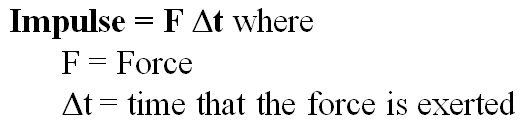 Impulse = F Δt where
F = Force
Δt = time that the force is exerted